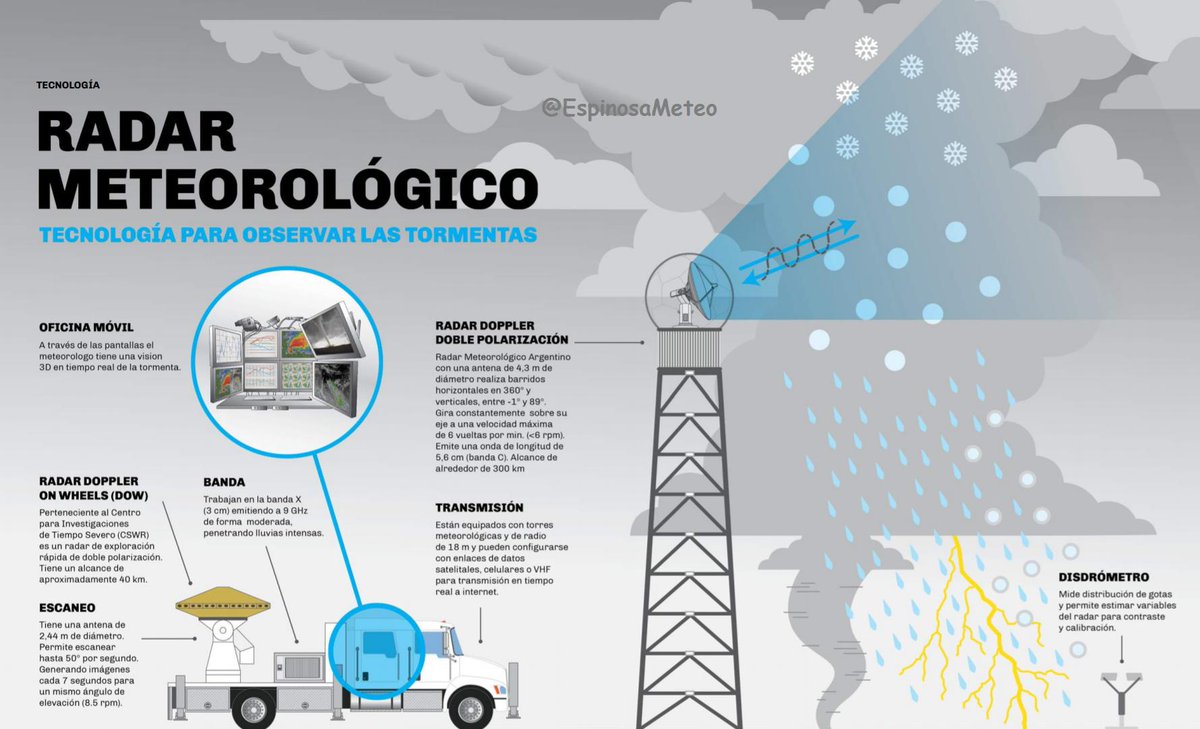 TECNOLOGÍA
RADAR
METEOROLÓGICO
TECNOLOGÍA PARA OBSERVAR LAS TORMENTAS
@EspinosaMeteo
OFICINA MÓVIL
A través de las pantallas el
meteorologo tiene una vision
3D en tiempo real de la tormenta.
RADAR DOPPLER
DOBLE POLARIZACIÓN
Radar Meteorológico Argentino
con una antena de 4,3 m de
diámetro realiza barridos
horizontales en 360° y
verticales, entre -1° y 89°.
Gira constantemente sobre su
eje a una velocidad máxima
de 6 vueltas por min. (<6 rpm).
Emite una onda de longitud de
5,6 cm (banda C). Alcance de
alrededor de 300 km
RADAR DOPPLER
ON WHEELS (DOW)
Perteneciente al Centro
para Investigaciones
de Tiempo Severo (CSWR)
es un radar de exploración
rápida de doble polarización.
Tiene un alcance de
aproximadamente 40 km.
BANDA
Trabajan en la banda X
(3 cm) emitiendo a 9 GHz
de forma moderada,
penetrando lluvias intensas.
TRANSMISIÓN
Están equipados con torres
meteorológicas y de radio
de 18 m y pueden configurarse
con enlaces de datos
satelitales, celulares o VHF
para transmisión en tiempo
real a internet.
ESCANEO
Tiene una antena de
2,44 m de diámetro.
Permite escanear
hasta 50° por segundo.
Generando imágenes
cada 7 segundos para
un mismo ángulo de
elevación (8.5 rpm).
DISDRÓMETRO
Mide distribución de gotas
y permite estimar variables
del radar para contraste
y calibración.